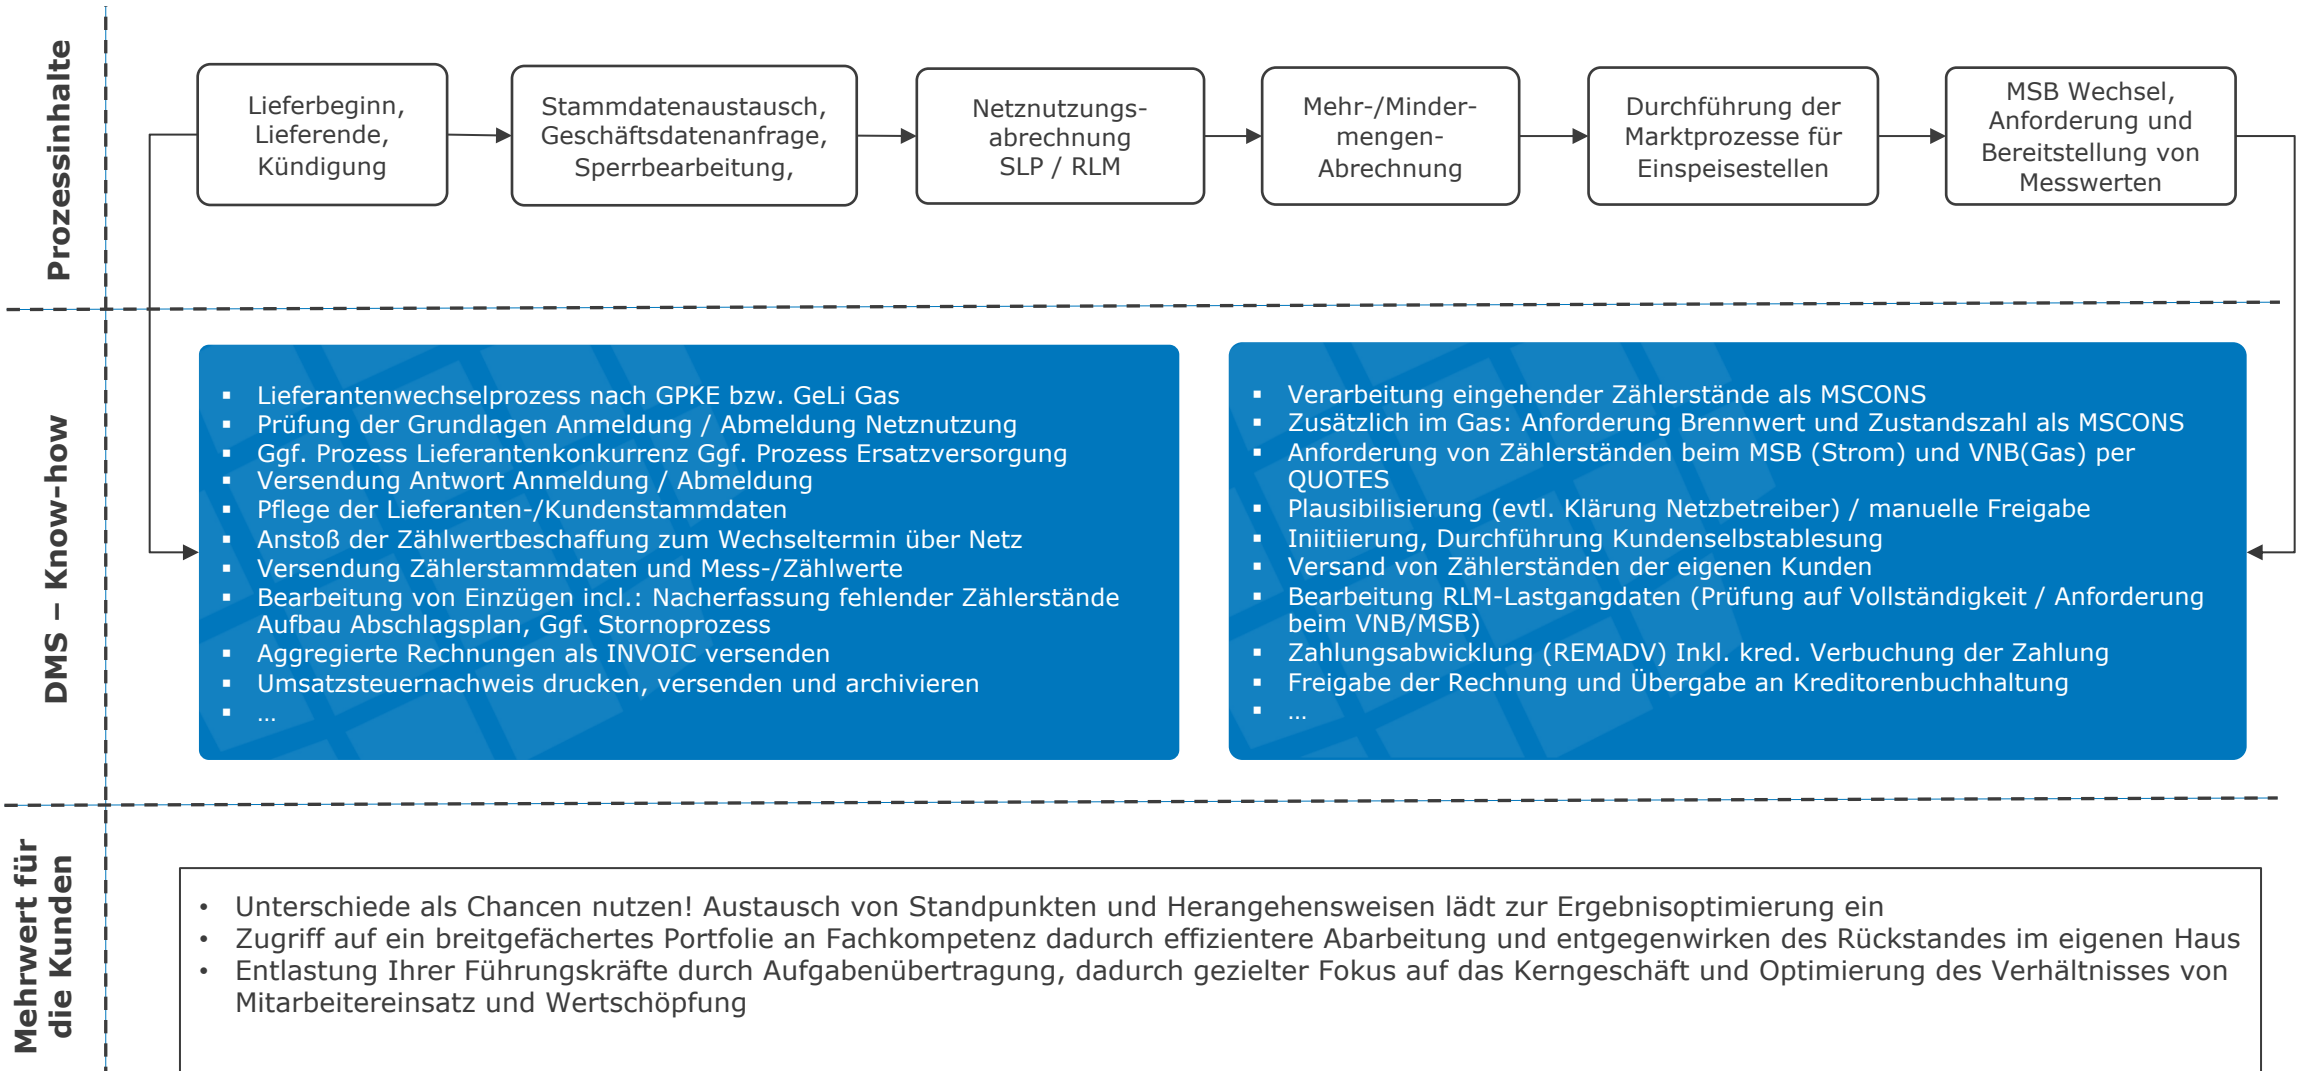 Prozessinhalte
Lieferbeginn,
Lieferende,
Kündigung
Stammdatenaustausch,
Geschäftsdatenanfrage,
Sperrbearbeitung,
Netznutzungs-
abrechnung
SLP / RLM
Mehr-/Minder-
mengen-
Abrechnung
Durchführung der
Marktprozesse für
Einspeisestellen
MSB Wechsel,
Anforderung und
Bereitstellung von
Messwerten
DMS – Know-how
▪ Lieferantenwechselprozess nach GPKE bzw. GeLi Gas
▪ Prüfung der Grundlagen Anmeldung / Abmeldung Netznutzung
▪ Ggf. Prozess Lieferantenkonkurrenz Ggf. Prozess Ersatzversorgung
Versendung Antwort Anmeldung / Abmeldung
▪ Pflege der Lieferanten-/Kundenstammdaten
▪ Anstoß der Zählwertbeschaffung zum Wechseltermin über Netz
▪ Versendung Zählerstammdaten und Mess-/Zählwerte
▪ Bearbeitung von Einzügen incl.: Nacherfassung fehlender Zählerstände
Aufbau Abschlagsplan, Ggf. Stornoprozess
▪ Aggregierte Rechnungen als INVOIC versenden
▪ Umsatzsteuernachweis drucken, versenden und archivieren
▪ …
▪ Verarbeitung eingehender Zählerstände als MSCONS
▪ Zusätzlich im Gas: Anforderung Brennwert und Zustandszahl als MSCONS
▪ Anforderung von Zählerständen beim MSB (Strom) und VNB(Gas) per
QUOTES
▪ Plausibilisierung (evtl. Klärung Netzbetreiber) / manuelle Freigabe
▪ Iniitiierung, Durchführung Kundenselbstablesung
▪ Versand von Zählerständen der eigenen Kunden
▪ Bearbeitung RLM-Lastgangdaten (Prüfung auf Vollständigkeit / Anforderung
beim VNB/MSB)
▪ Zahlungsabwicklung (REMADV) Inkl. kred. Verbuchung der Zahlung
▪ Freigabe der Rechnung und Übergabe an Kreditorenbuchhaltung
▪ …
Mehrwert für
die Kunden
• Unterschiede als Chancen nutzen! Austausch von Standpunkten und Herangehensweisen lädt zur Ergebnisoptimierung ein
• Zugriff auf ein breitgefächertes Portfolie an Fachkompetenz dadurch effizientere Abarbeitung und entgegenwirken des Rückstandes im eigenen Haus
• Entlastung Ihrer Führungskräfte durch Aufgabenübertragung, dadurch gezielter Fokus auf das Kerngeschäft und Optimierung des Verhältnisses von
Mitarbeitereinsatz und Wertschöpfung